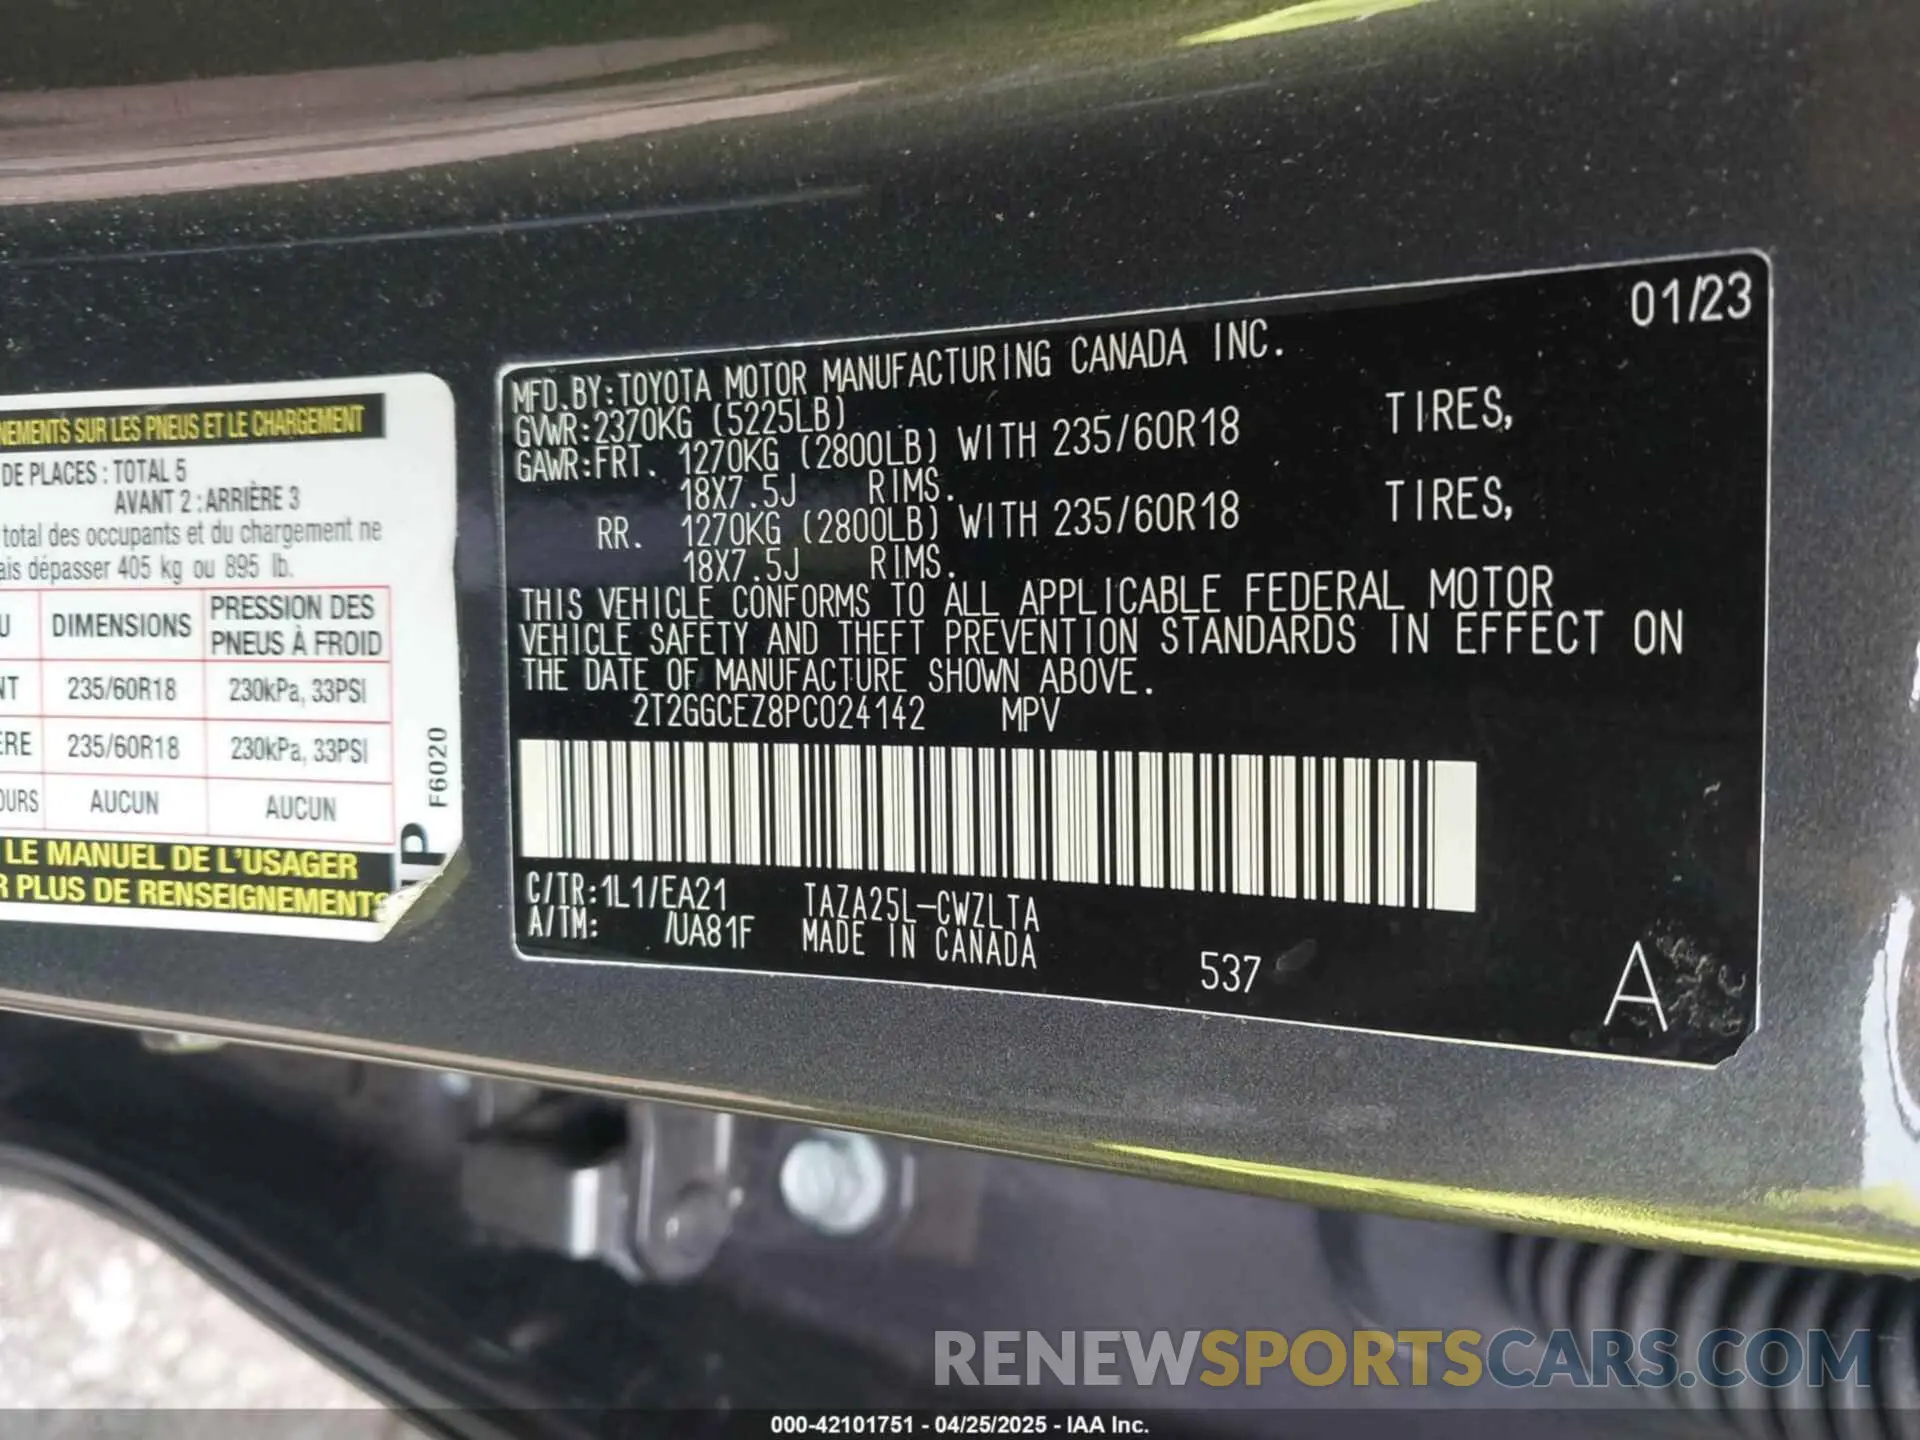 NEMENTS SUR LES PNEUS ET LE CHARGEMENT
DE PLACES : TOTAL 5
AVANT 2 : ARRIÈRE 3
total des occupants et du chargement ne
ais dépasser 405 kg ou 895 lb.
U DIMENSIONS PRESSION DES PNEUS À FROID
NT 235/60R18 230kPa, 33PSI
ÈRE 235/60R18 230kPa, 33PSI
OURS AUCUN AUCUN
LE MANUEL DE L'USAGER
R PLUS DE RENSEIGNEMENTS
F6020
01/23
MFD.BY:TOYOTA MOTOR MANUFACTURING CANADA INC.
GVWR:2370KG (5225LB)
GAWR:FRT. 1270KG (2800LB) WITH 235/60R18 TIRES,
18X7.5J RIMS.
RR. 1270KG (2800LB) WITH 235/60R18 TIRES,
18X7.5J RIMS.
THIS VEHICLE CONFORMS TO ALL APPLICABLE FEDERAL MOTOR
VEHICLE SAFETY AND THEFT PREVENTION STANDARDS IN EFFECT ON
THE DATE OF MANUFACTURE SHOWN ABOVE.
2T2GGCEZ8PC024142 MPV
C/TR:1L1/EA21 TAZA25L-CWZLTA
A/TM: /UA81F MADE IN CANADA
537
A
RENEWSPORTSCARS.COM
000-42101751 - 04/25/2025 - IAA Inc.